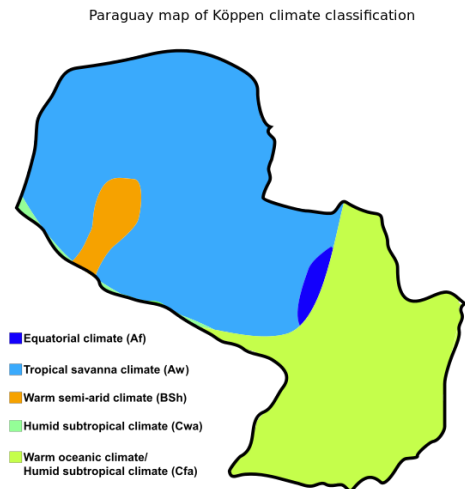 Paraguay map of Köppen climate classification
Equatorial climate (Af)
Tropical savanna climate (Aw)
Warm semi-arid climate (BSh)
Humid subtropical climate (Cwa)
Warm oceanic climate/
Humid subtropical climate (Cfa)